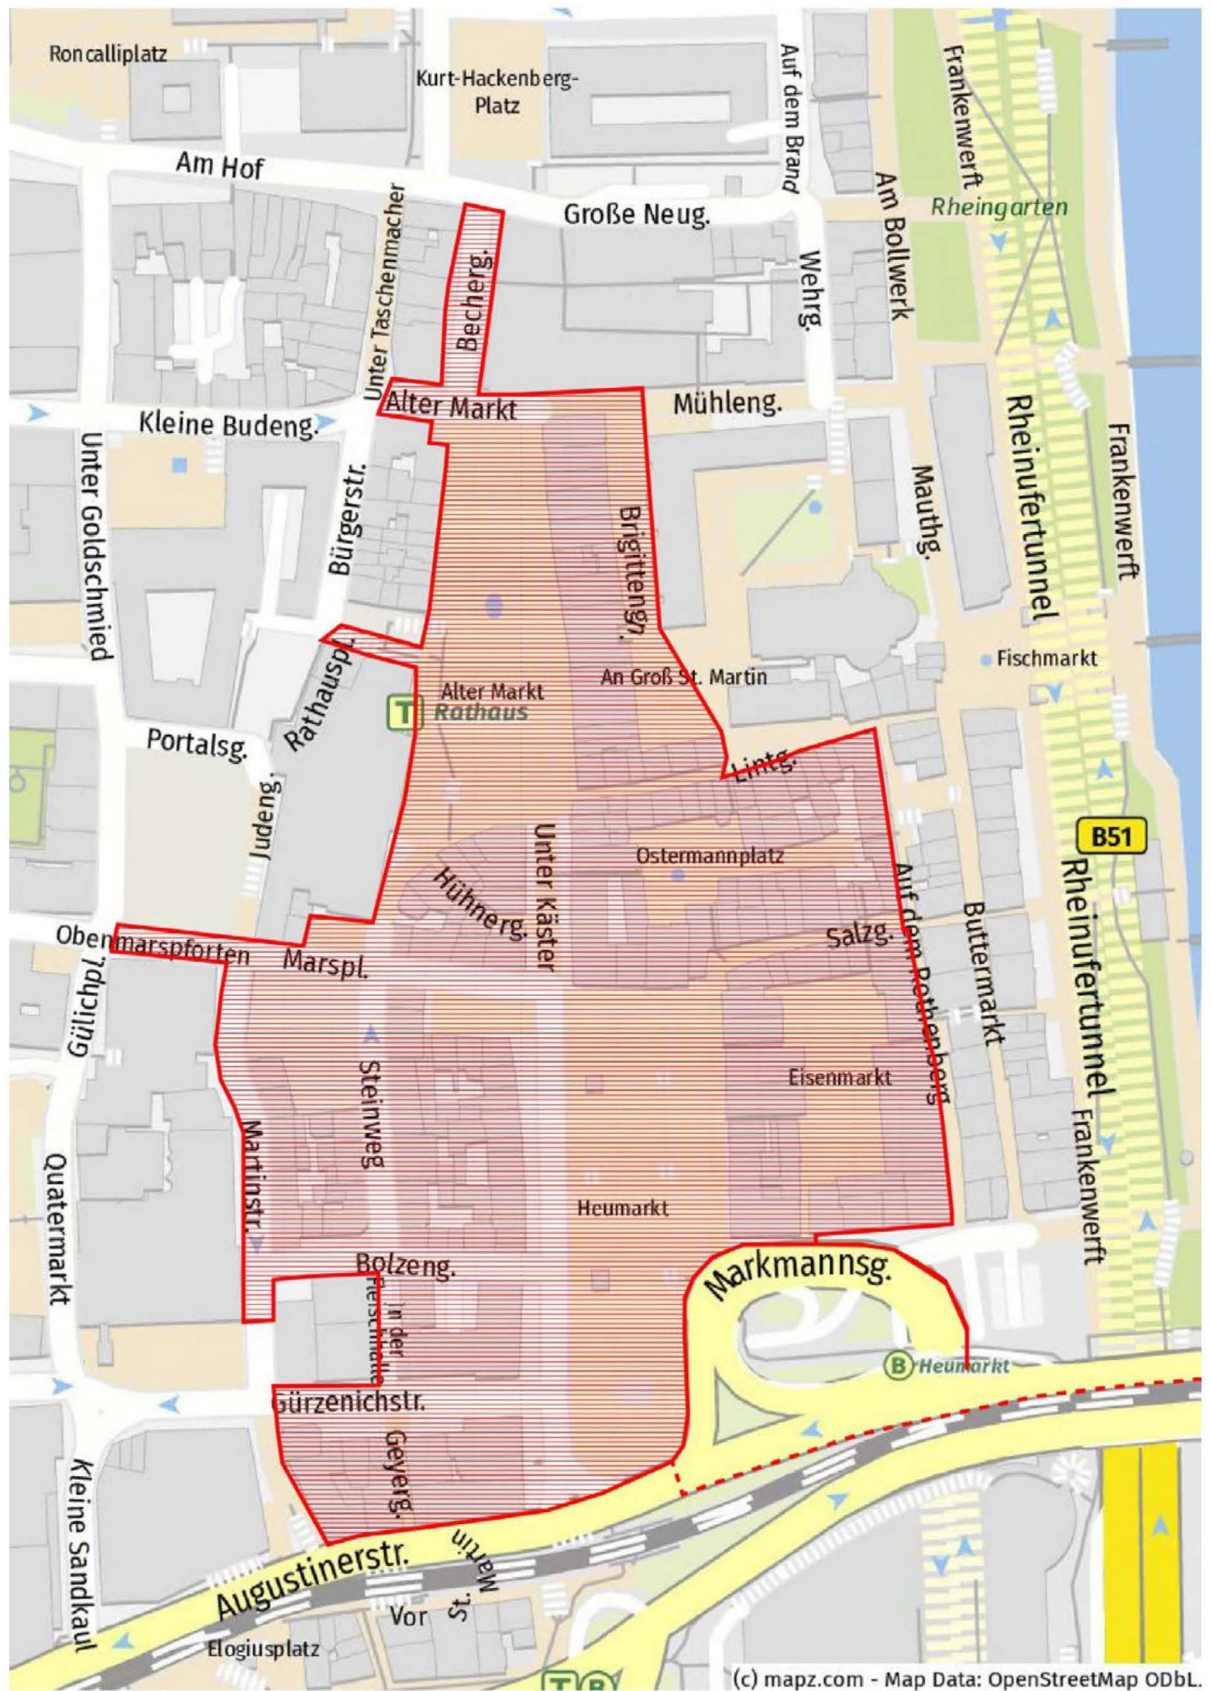 Roncalliplatz
Kurt-Hackenberg-
Platz
Auf dem Brand
Frankenwerft
Am Hof
Große Neug.
Am Bollwerk
Rheingarten
Unter Taschenmacher
Becherg.
Wehrg.
Alter Markt
Mühleng.
Kleine Budeng.
Unter Goldschmied
Bürgerstr.
Brigitteng.
Mauthg.
Rheinufertunnel
Frankenwerft
Rathauspl.
An Groß St. Martin
Fischmarkt
Alter Markt
T Rathaus
Portalsg.
Judeng.
Lintg.
B51
Unter Käster
Ostermannplatz
Hühnerg.
Salzg.
Auf dem Rothenberg
Buttermarkt
Rheinufertunnel
Obenmarspforten
Marspl.
Gülichpl.
Steinweg
Eisenmarkt
Martinstr.
Quatermarkt
Heumarkt
Frankenwerft
Bolzeng.
Markmannsg.
In der
Fleischhalle
B Heumarkt
Gürzenichstr.
Geyerg.
Kleine Sandkaul
Augustinerstr.
Vor St. Martin
Elogiusplatz
T B
(c) mapz.com - Map Data: OpenStreetMap ODbL.